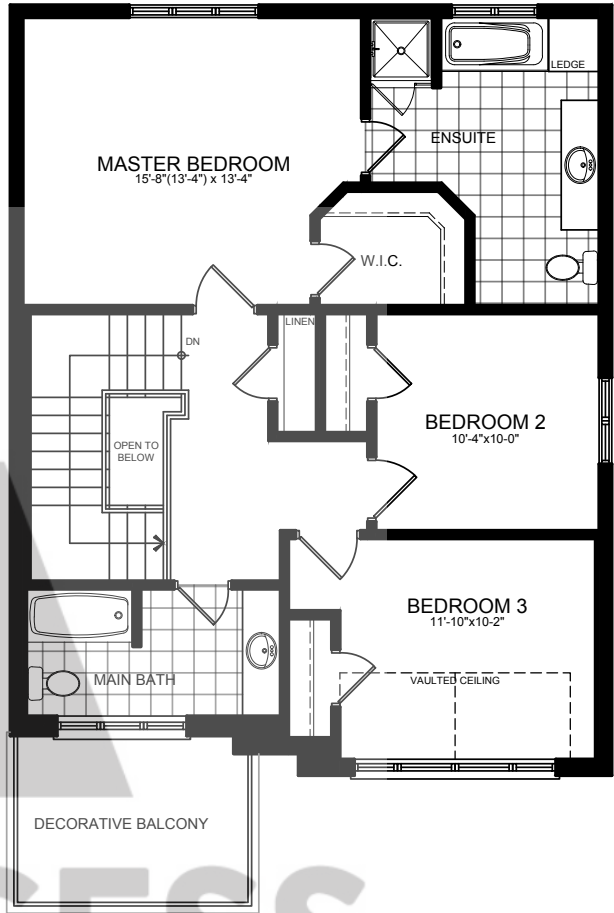 LEDGE
ENSUITE
MASTER BEDROOM
15'-8"(13'-4") x 13'-4"
W.I.C.
LINEN
DN
OPEN TO
BELOW
BEDROOM 2
10'-4"x10-0"
BEDROOM 3
11'-10"x10-2"
VAULTED CEILING
MAIN BATH
DECORATIVE BALCONY
CESS